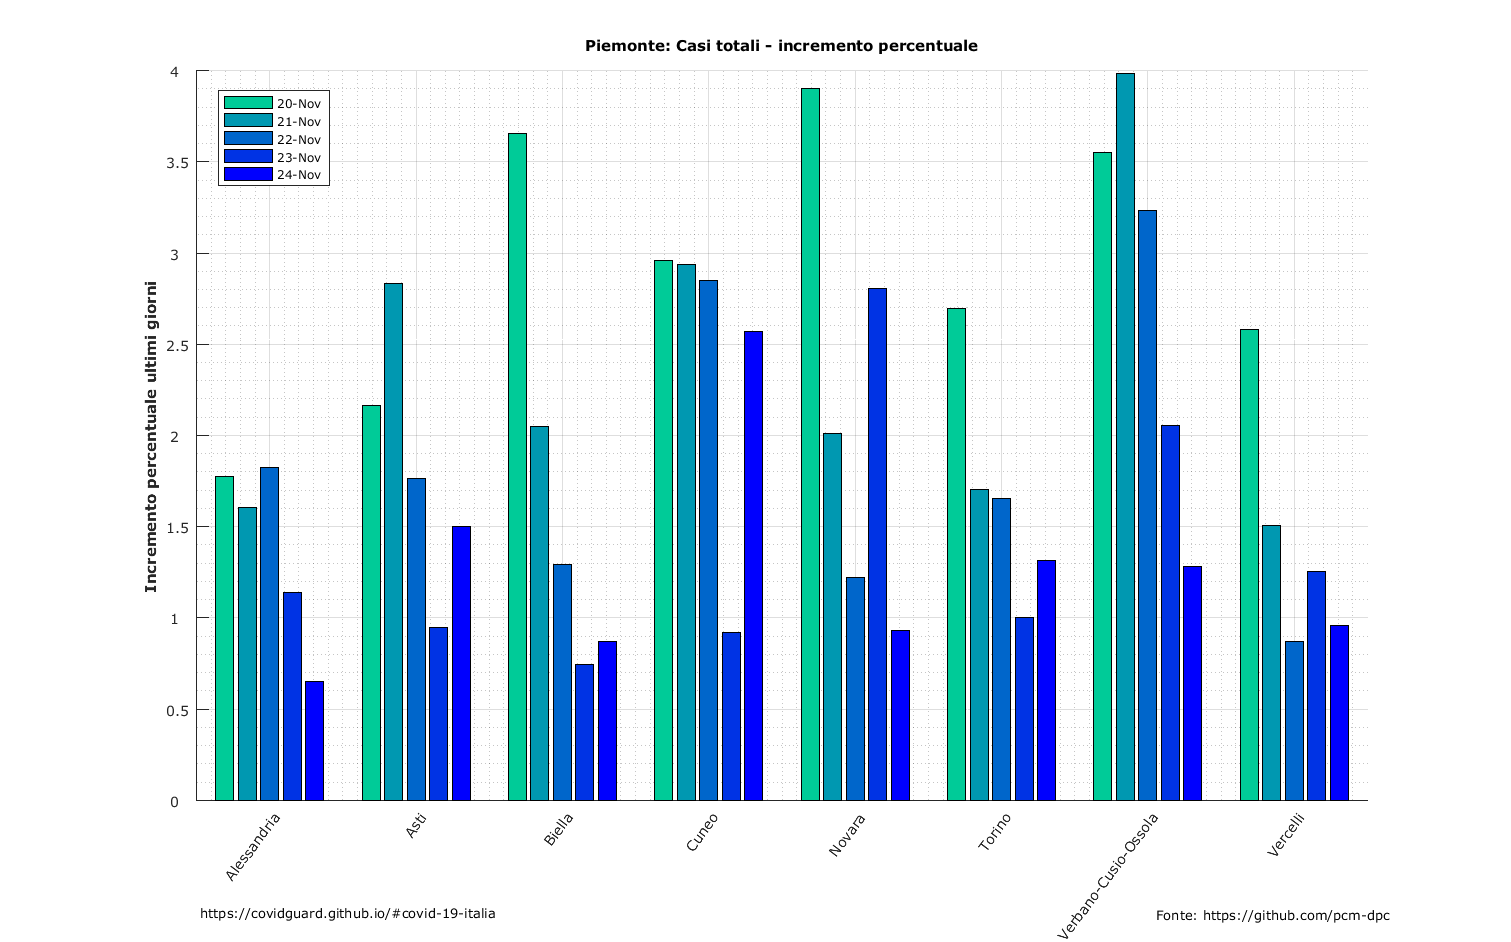 Piemonte: Casi totali - incremento percentuale
20-Nov
21-Nov
22-Nov
23-Nov
24-Nov
Incremento percentuale ultimi giorni
4
3.5
3
2.5
2
1.5
1
0.5
0
Alessandria
Asti
Biella
Cuneo
Novara
Torino
Verbano-Cusio-Ossola
Vercelli
https://covidguard.github.io/#covid-19-italia
Fonte: https://github.com/pcm-dpc